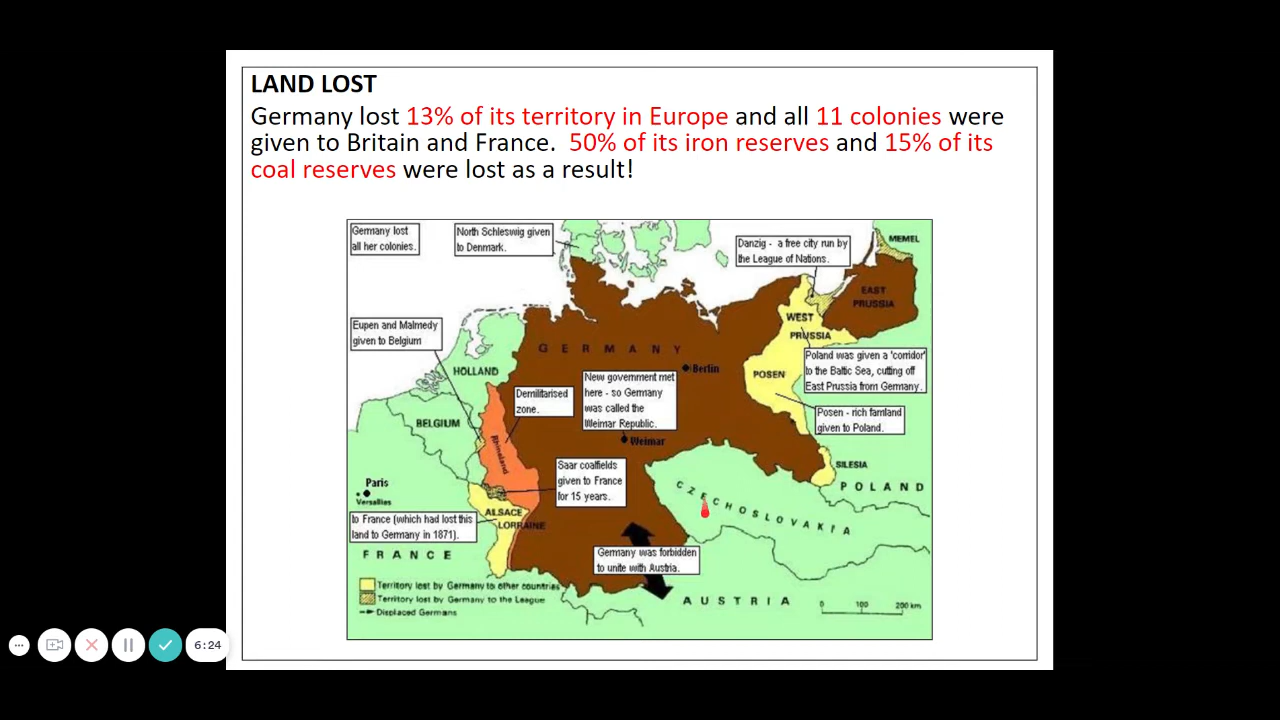 LAND LOST
Germany lost 13% of its territory in Europe and all 11 colonies were
given to Britain and France.  50% of its iron reserves and 15% of its
coal reserves were lost as a result!
Germany lost
all her colonies.
North Schleswig given
to Denmark.
Danzig - a free city run by
the League of Nations.
MEMEL
EAST
PRUSSIA
WEST
PRUSSIA
Eupen and Malmedy
given to Belgium
GERMANY
Berlin
Poland was given a 'corridor'
to the Baltic Sea, cutting off
East Prussia from Germany.
HOLLAND
POSEN
New government met
here - so Germany
was called the
Weimar Republic.
Demilitarised
zone.
Posen - rich farmland
given to Poland.
BELGIUM
Rhineland
Weimar
SILESIA
Saar coalfields
given to France
for 15 years.
POLAND
Paris
Versailles
CZECHOSLOVAKIA
ALSACE
LORRAINE
to France (which had lost this
land to Germany in 1871).
FRANCE
Germany was forbidden
to unite with Austria.
Territory lost by Germany to other countries
Territory lost by Germany to the League
Displaced Germans
AUSTRIA
0 100 200 km
6:24